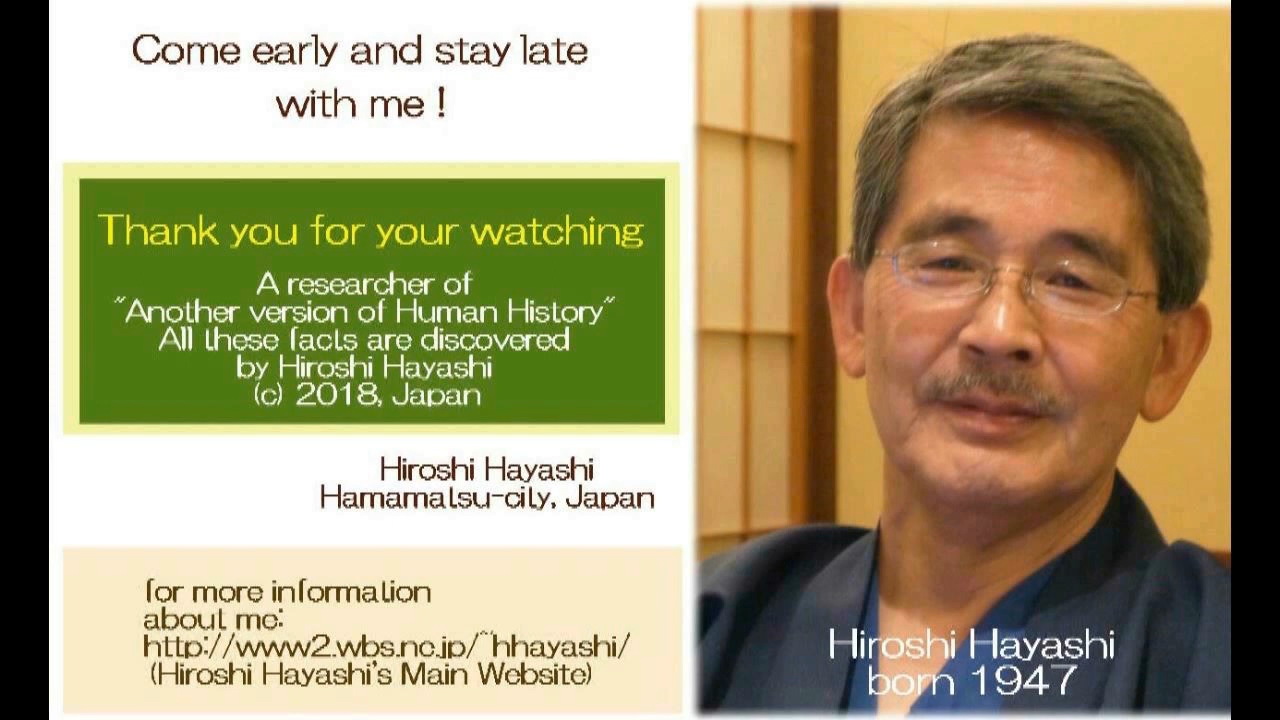 Come early and stay late
with me !
Thank you for your watching
A researcher of
"Another version of Human History"
All these facts are discovered
by Hiroshi Hayashi
(c) 2018, Japan
Hiroshi Hayashi
Hamamatsu-city, Japan
for more information
about me:
http://www2.wbs.ne.jp/~hhayashi/
(Hiroshi Hayashi's Main Website)
Hiroshi Hayashi
born 1947